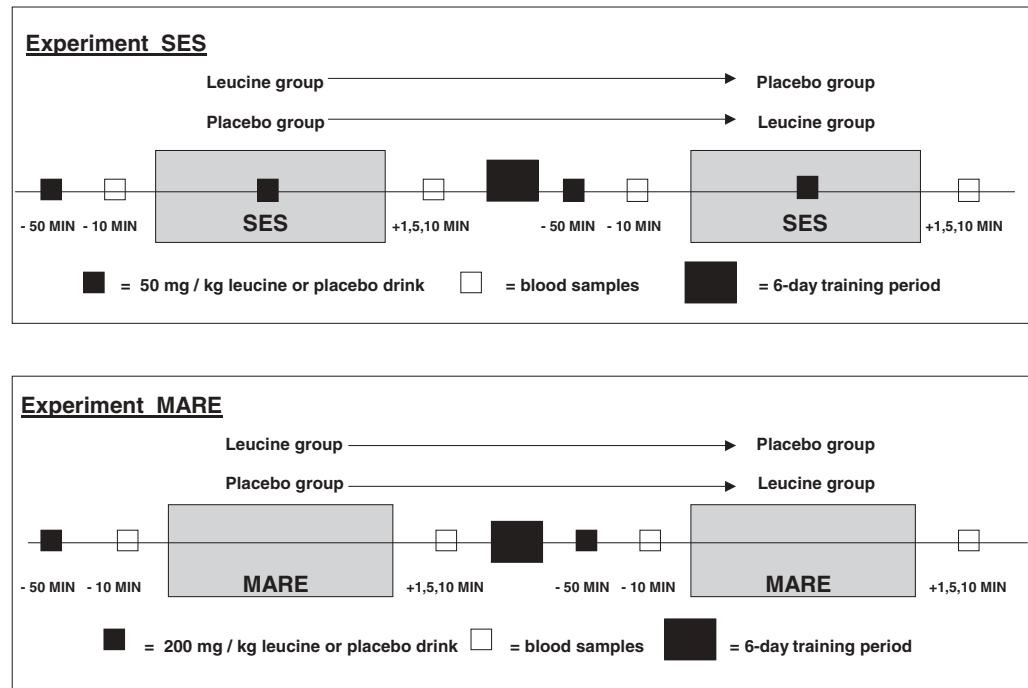 Experiment SES
Leucine group Placebo group
Placebo group Leucine group
SES SES
- 50 MIN - 10 MIN +1,5,10 MIN - 50 MIN - 10 MIN +1,5,10 MIN
= 50 mg / kg leucine or placebo drink = blood samples = 6-day training period
Experiment MARE
Leucine group Placebo group
Placebo group Leucine group
- 50 MIN - 10 MIN MARE +1,5,10 MIN - 50 MIN - 10 MIN MARE +1,5,10 MIN
= 200 mg / kg leucine or placebo drink = blood samples = 6-day training period